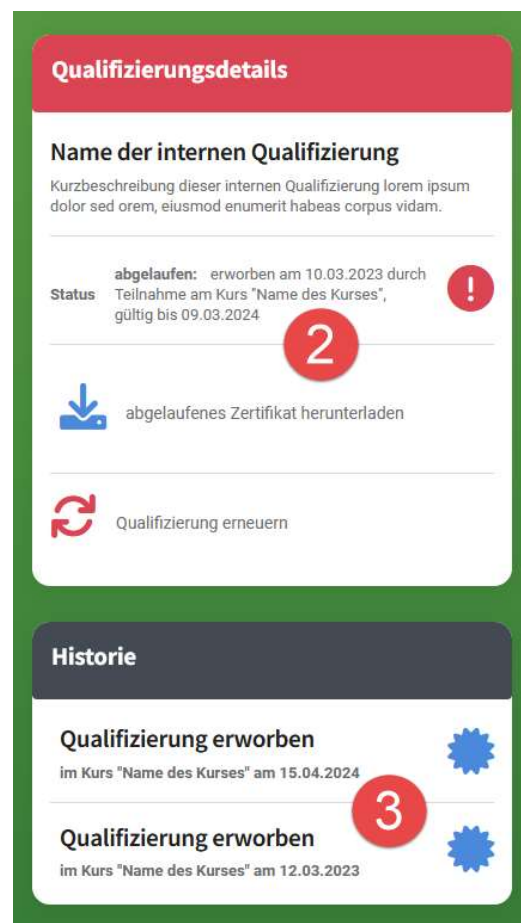 Qualifizierungsdetails
Name der internen Qualifizierung
Kurzbeschreibung dieser internen Qualifizierung lorem ipsum
dolor sed orem, eiusmod enumerit habeas corpus vidam.
Status
abgelaufen: erworben am 10.03.2023 durch
Teilnahme am Kurs "Name des Kurses",
gültig bis 09.03.2024
!
2
abgelaufenes Zertifikat herunterladen
Qualifizierung erneuern
Historie
Qualifizierung erworben
im Kurs "Name des Kurses" am 15.04.2024
3
Qualifizierung erworben
im Kurs "Name des Kurses" am 12.03.2023